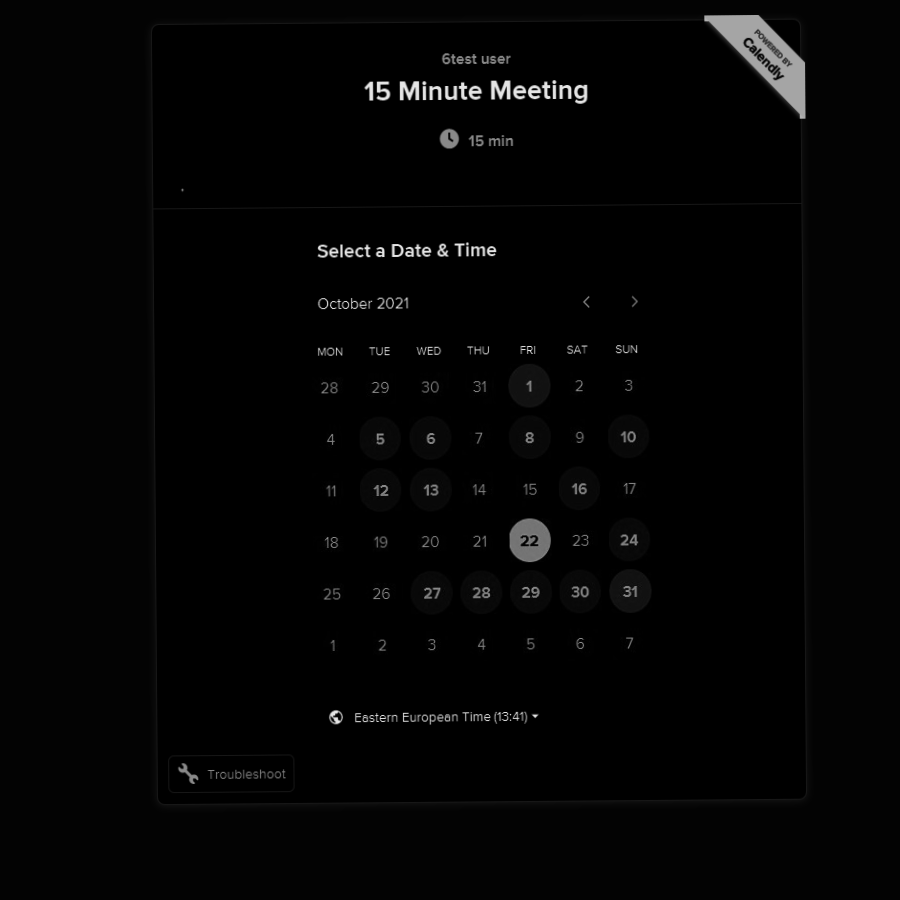 POWERED BY
Calendly
6test user
15 Minute Meeting
15 min
.
Select a Date & Time
October 2021
MON TUE WED THU FRI SAT SUN
28 29 30 31 1 2 3
4 5 6 7 8 9 10
11 12 13 14 15 16 17
18 19 20 21 22 23 24
25 26 27 28 29 30 31
1 2 3 4 5 6 7
Eastern European Time (13:41)
Troubleshoot